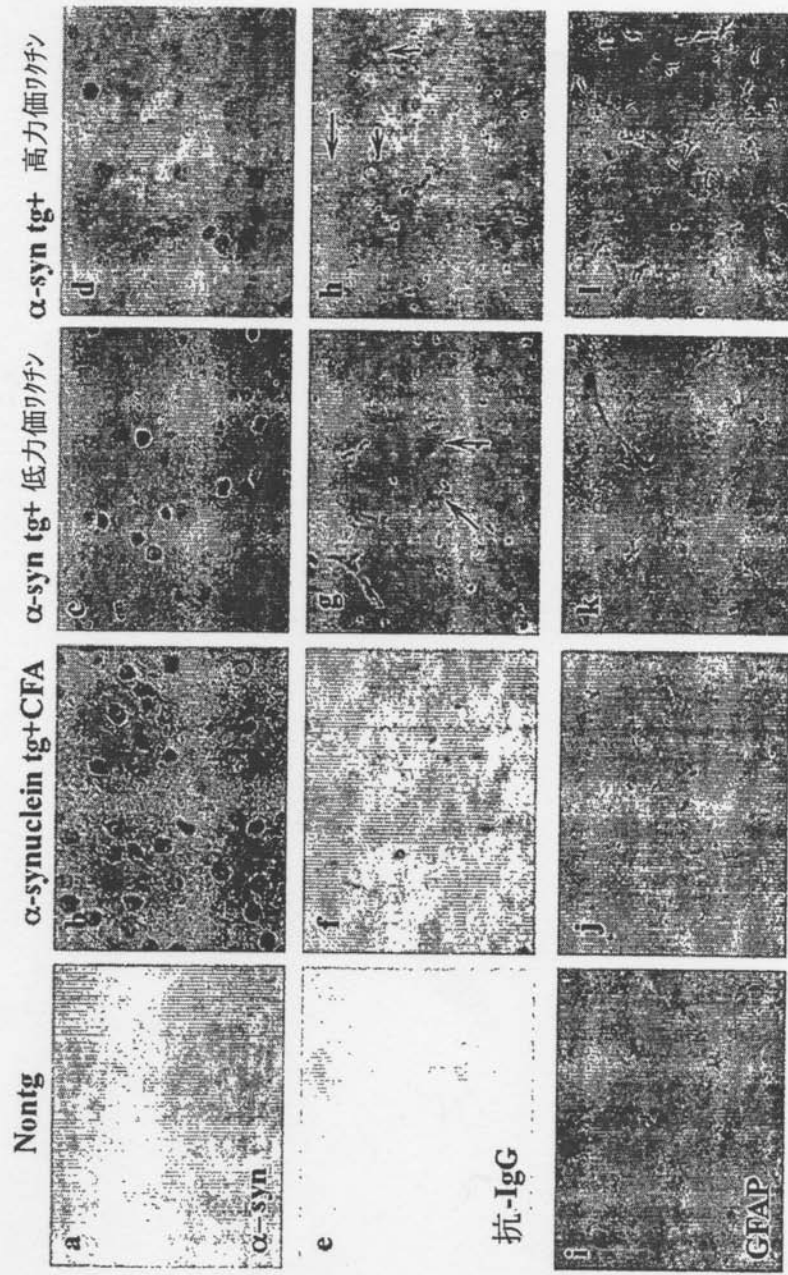 Nontg
α-synuclein tg+CFA
α-syn tg+ 低力価ワクチン
α-syn tg+ 高力価ワクチン
a
α-syn
b
c
d
e
抗-IgG
f
g
h
i
GFAP
j
k
l